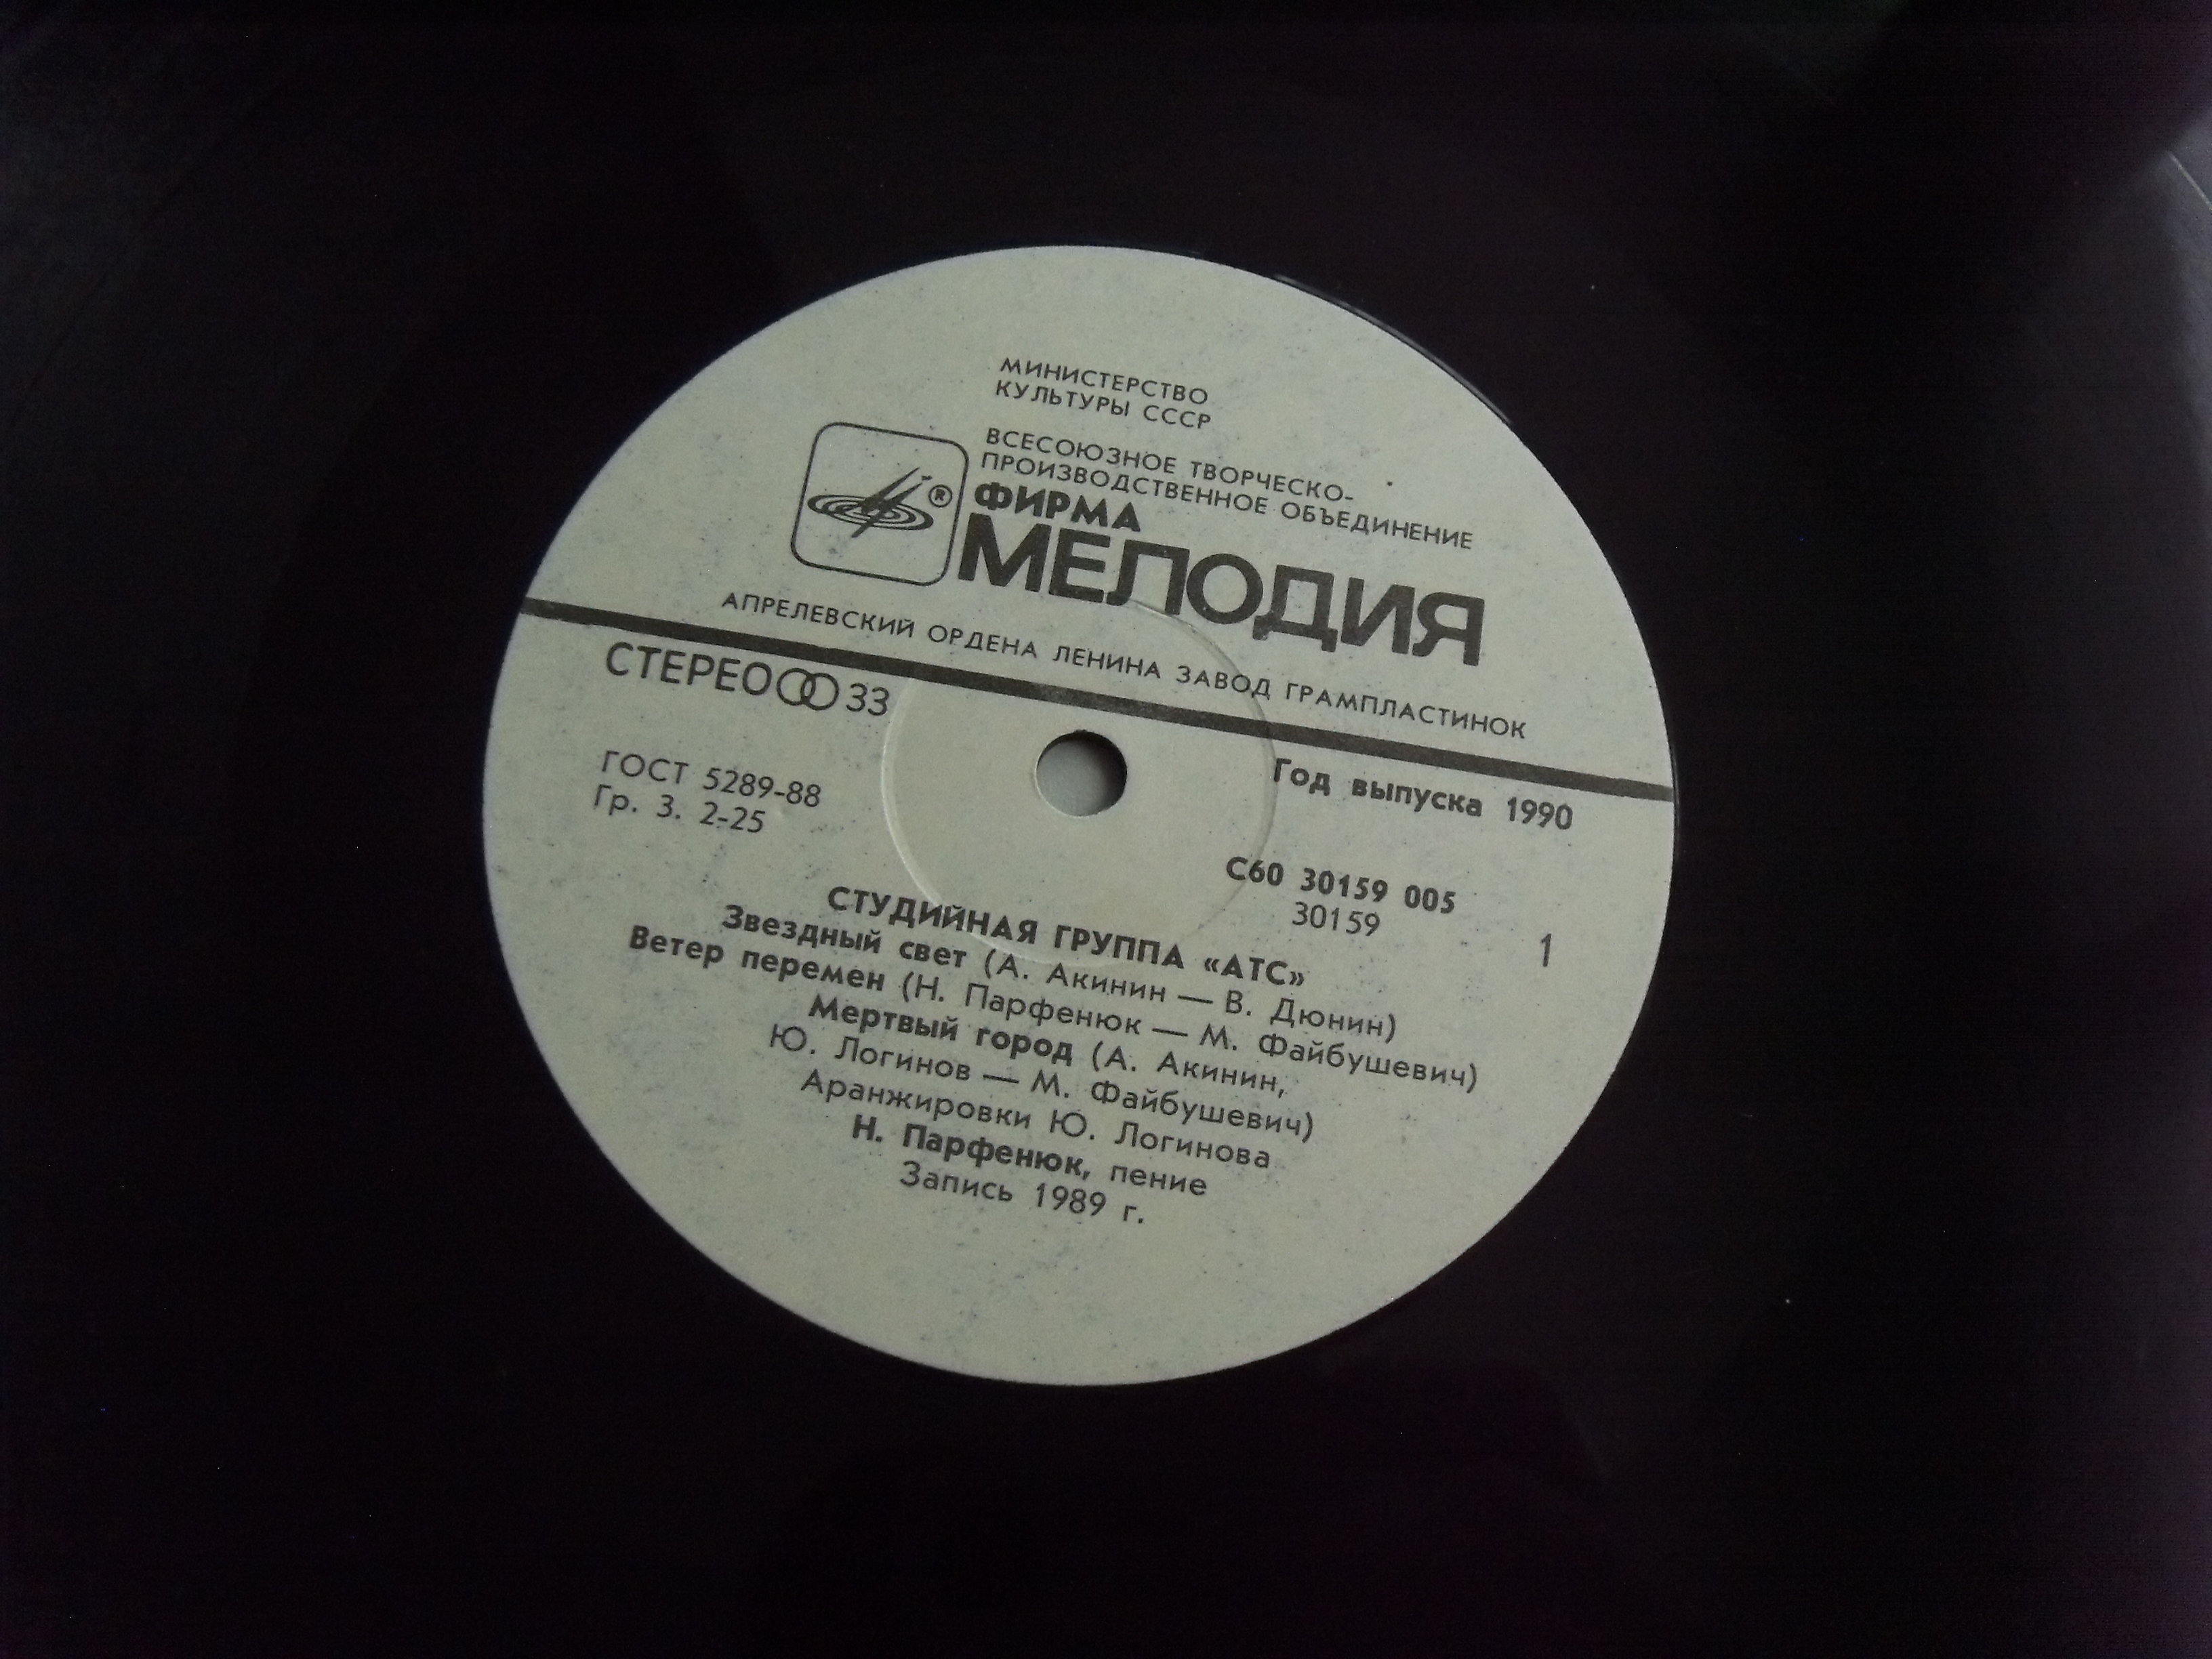 МИНИСТЕРСТВО
КУЛЬТУРЫ СССР
ВСЕСОЮЗНОЕ ТВОРЧЕСКО-
ПРОИЗВОДСТВЕННОЕ ОБЪЕДИНЕНИЕ
®
ФИРМА
МЕЛОДИЯ
АПРЕЛЕВСКИЙ ОРДЕНА ЛЕНИНА ЗАВОД ГРАМПЛАСТИНОК
СТЕРЕО 33
Год выпуска 1990
ГОСТ 5289-88
Гр. 3. 2-25
С60 30159 005
30159
1
СТУДИЙНАЯ ГРУППА «АТС»
Звездный свет (А. Акинин — В. Дюнин)
Ветер перемен (Н. Парфенюк — М. Файбушевич)
Мертвый город (А. Акинин,
Ю. Логинов — М. Файбушевич)
Аранжировки Ю. Логинова
Н. Парфенюк, пение
Запись 1989 г.